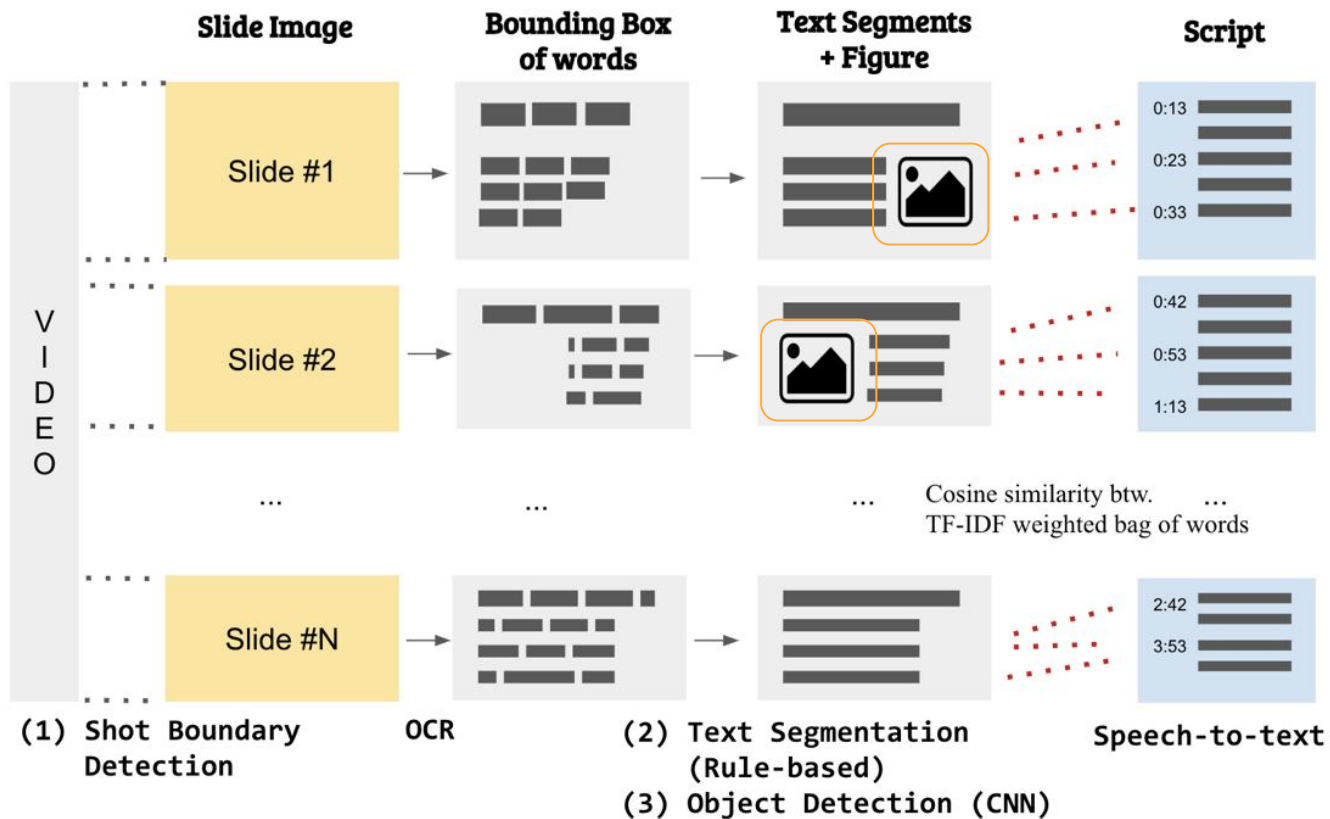 Slide Image
Bounding Box
of words
Text Segments
+ Figure
Script
VIDEO
Slide #1
0:13
0:23
0:33
Slide #2
0:42
0:53
1:13
...
...
...
Cosine similarity btw.
TF-IDF weighted bag of words
...
Slide #N
2:42
3:53
(1) Shot Boundary
Detection
OCR
(2) Text Segmentation
(Rule-based)
(3) Object Detection (CNN)
Speech-to-text